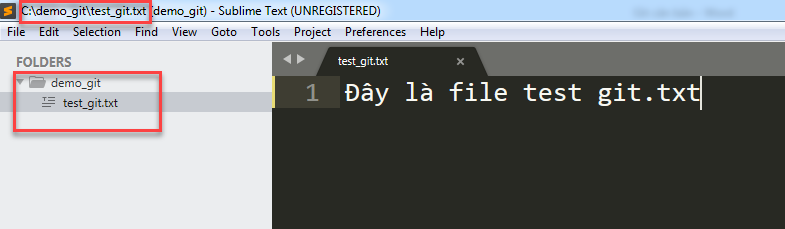 C:\demo_git\test_git.txt (demo_git) - Sublime Text (UNREGISTERED)
File Edit Selection Find View Goto Tools Project Preferences Help
FOLDERS
demo_git
test_git.txt
test_git.txt
1 Đây là file test git.txt